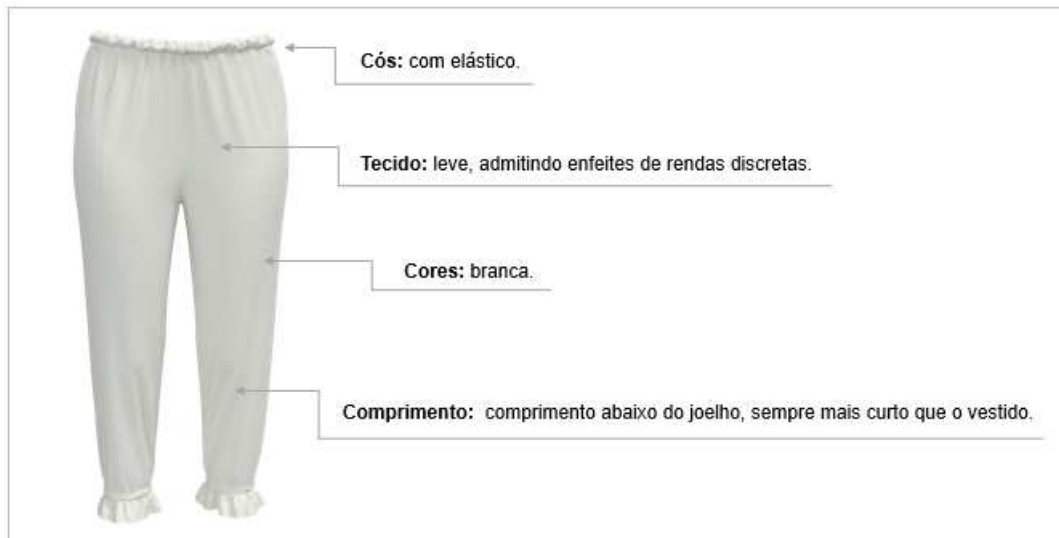 Cós: com elástico.
Tecido: leve, admitindo enfeites de rendas discretas.
Cores: branca.
Comprimento: comprimento abaixo do joelho, sempre mais curto que o vestido.